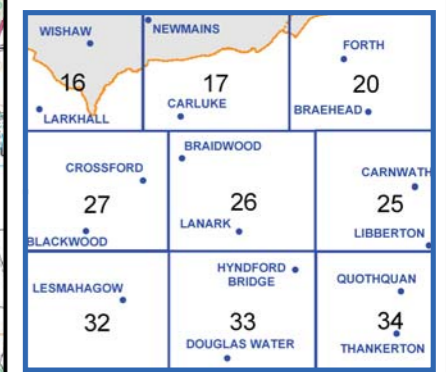 WISHAW
NEWMAINS
FORTH
16
17
20
LARKHALL
CARLUKE
BRAEHEAD
BRAIDWOOD
CROSSFORD
CARNWATH
27
26
25
LANARK
BLACKWOOD
LIBBERTON
HYNDFORD
BRIDGE
QUOTHQUAN
LESMAHAGOW
32
33
34
DOUGLAS WATER
THANKERTON